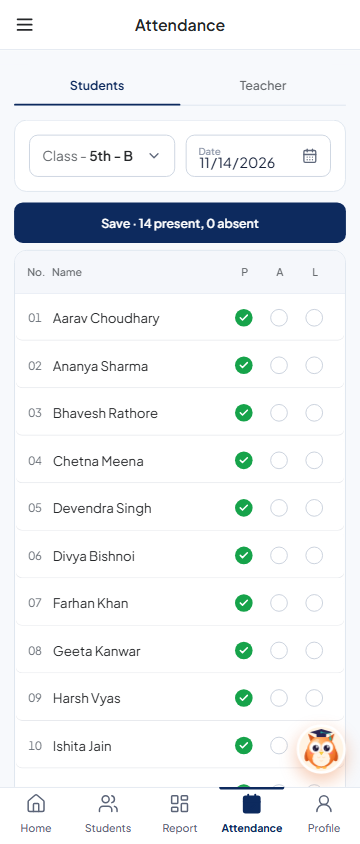 Attendance
Students Teacher
Class - 5th - B
Date
11/14/2026
Save · 14 present, 0 absent
No. Name P A L
01 Aarav Choudhary
02 Ananya Sharma
03 Bhavesh Rathore
04 Chetna Meena
05 Devendra Singh
06 Divya Bishnoi
07 Farhan Khan
08 Geeta Kanwar
09 Harsh Vyas
10 Ishita Jain
Home Students Report Attendance Profile